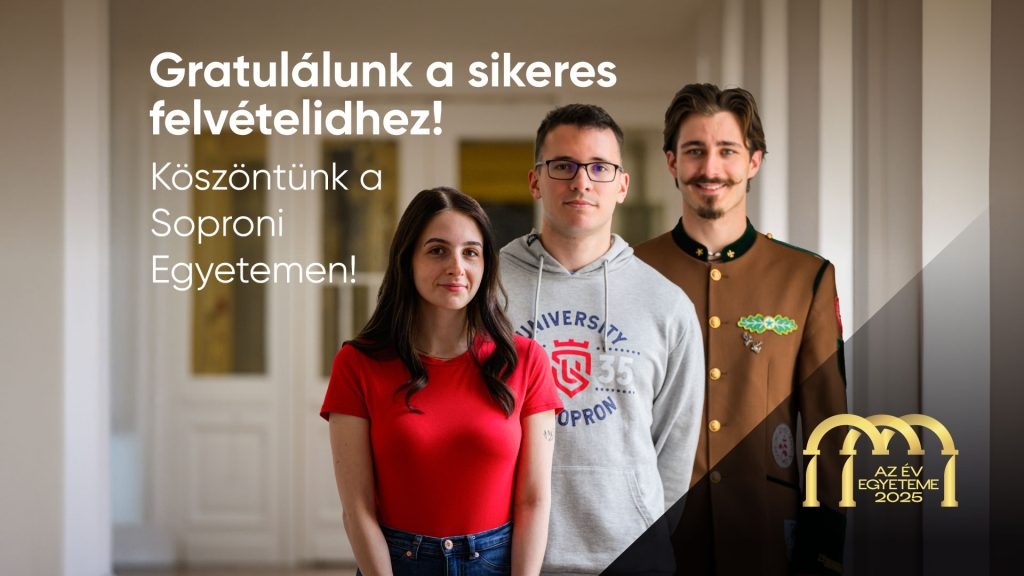 Gratulálunk a sikeres
felvételidhez!
Köszöntünk a
Soproni
Egyetemen!
UNIVERSITY
35
SOPRON
AZ ÉV
EGYETEME
2025